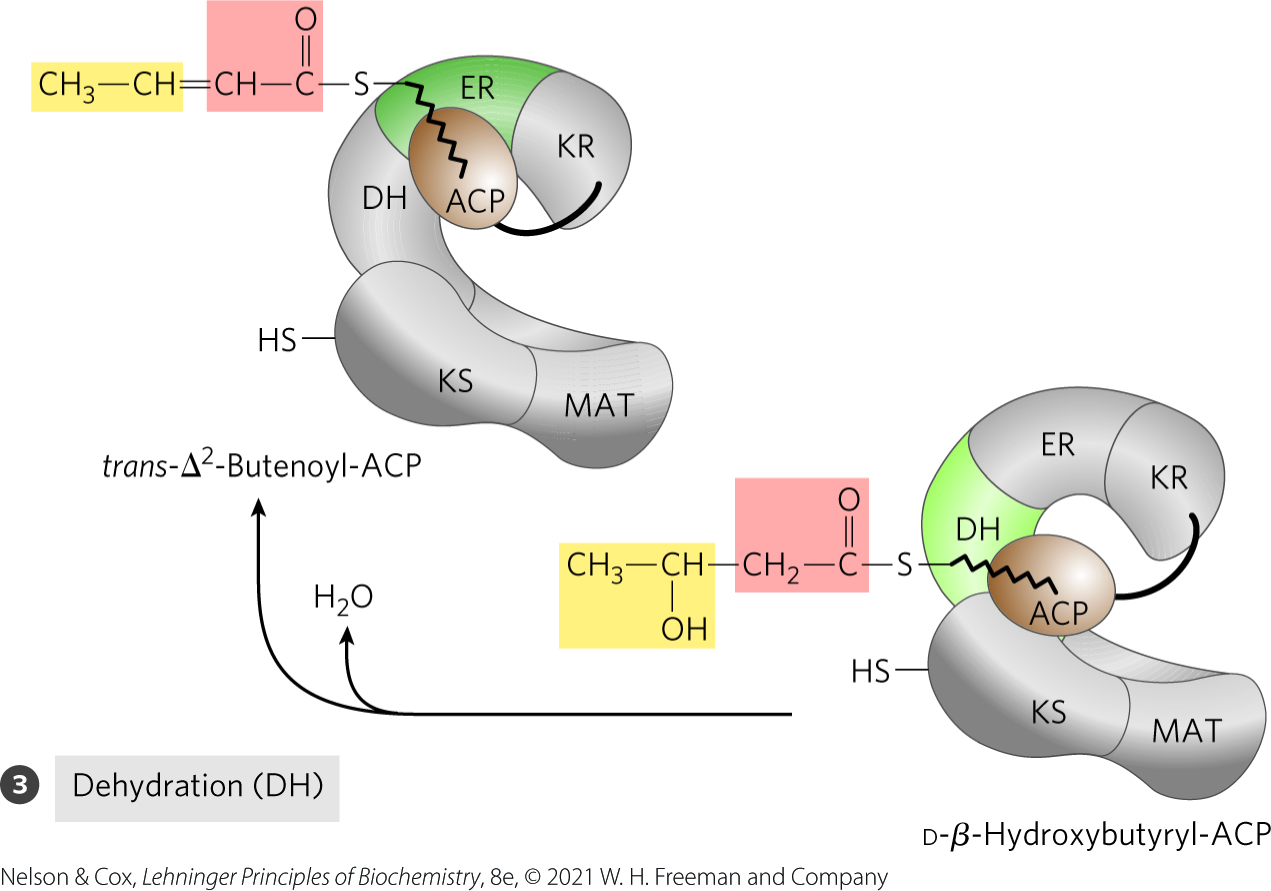 O
CH₃—CH=CH—C—S
ER
KR
DH
ACP
HS
KS
MAT
trans-Δ²-Butenoyl-ACP
H₂O
O
CH₃—CH—CH₂—C—S
OH
ER
KR
DH
ACP
HS
KS
MAT
3 Dehydration (DH)
D-β-Hydroxybutyryl-ACP
Nelson & Cox, Lehninger Principles of Biochemistry, 8e, © 2021 W. H. Freeman and Company